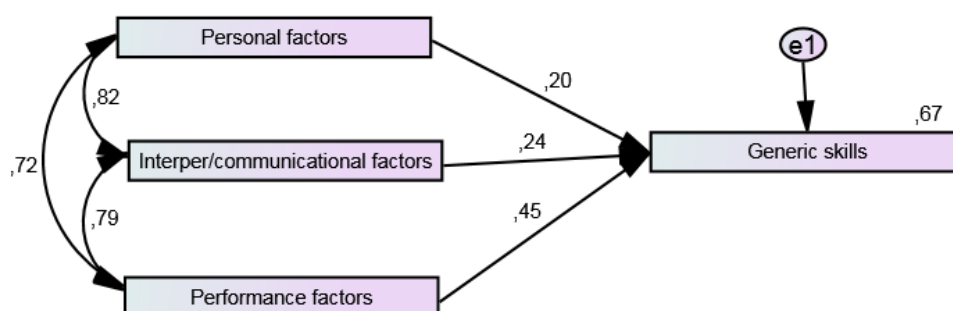 Personal factors
e1
,20
,82
,67
Interper/communicational factors
,24
Generic skills
,72
,45
,79
Performance factors